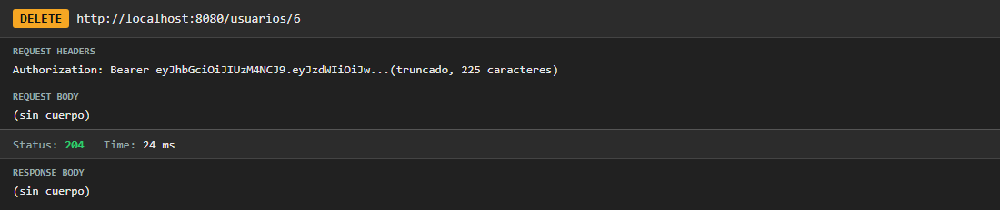 DELETE http://localhost:8080/usuarios/6
REQUEST HEADERS
Authorization: Bearer eyJhbGciOiJIUzM4NCJ9.eyJzdWIiOiJw...(truncado, 225 caracteres)
REQUEST BODY
(sin cuerpo)
Status: 204 Time: 24 ms
RESPONSE BODY
(sin cuerpo)